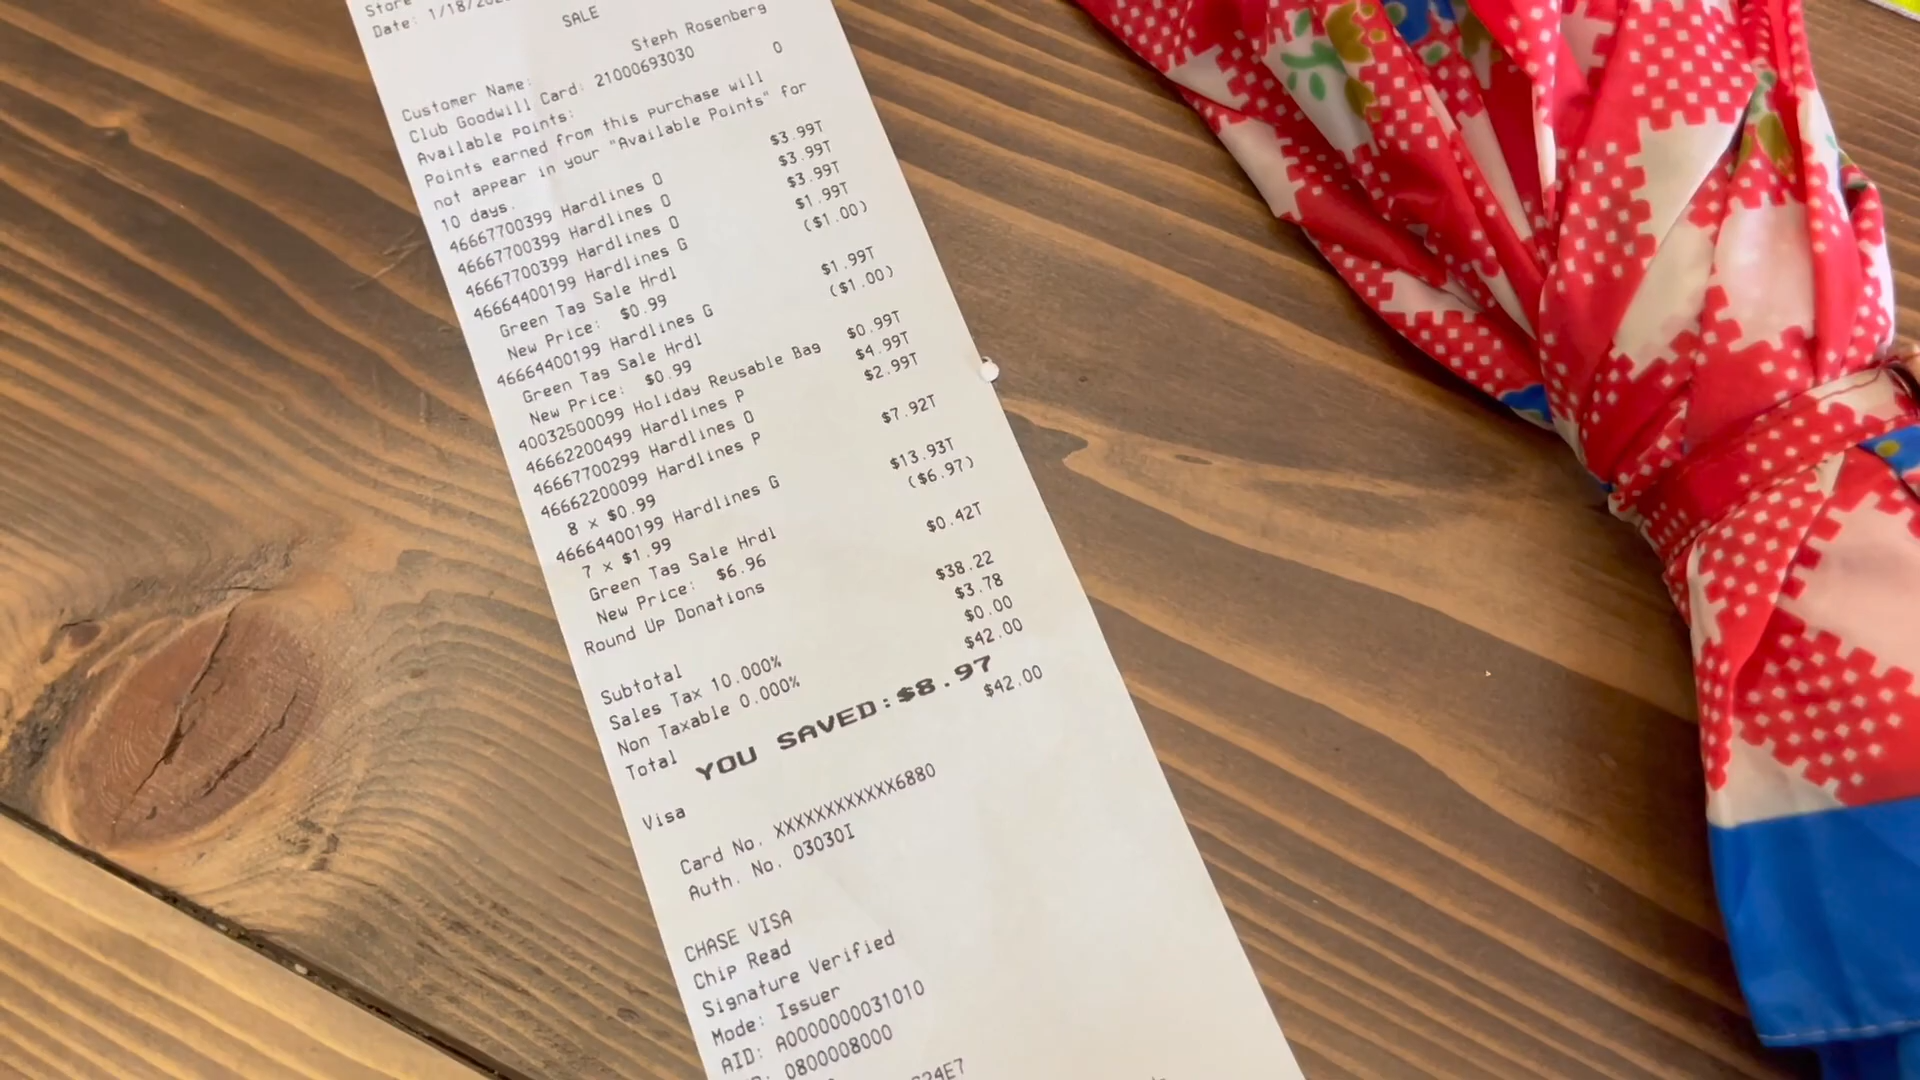 Store
Date: 1/18/20
SALE
Customer Name: Steph Rosenberg
Club Goodwill Card: 21000693030
Available points: 0
Points earned from this purchase will
not appear in your "Available Points" for
10 days.
46667700399 Hardlines O $3.99T
46667700399 Hardlines O $3.99T
46667700399 Hardlines O $3.99T
46664400199 Hardlines G $1.99T
Green Tag Sale Hrdl ($1.00)
New Price: $0.99
46664400199 Hardlines G $1.99T
Green Tag Sale Hrdl ($1.00)
New Price: $0.99
40032500099 Holiday Reusable Bag $0.99T
46662200499 Hardlines P $4.99T
46667700299 Hardlines O $2.99T
46662200099 Hardlines P
8 x $0.99 $7.92T
46664400199 Hardlines G
7 x $1.99 $13.93T
Green Tag Sale Hrdl ($6.97)
New Price: $6.96
Round Up Donations $0.42T
Subtotal $38.22
Sales Tax 10.000% $3.78
Non Taxable 0.000% $0.00
Total $42.00
YOU SAVED:$8.97
Visa $42.00
Card No. XXXXXXXXXXXX6880
Auth. No. 03030I
CHASE VISA
Chip Read
Signature Verified
Mode: Issuer
AID: A0000000031010
0800008000
24E7